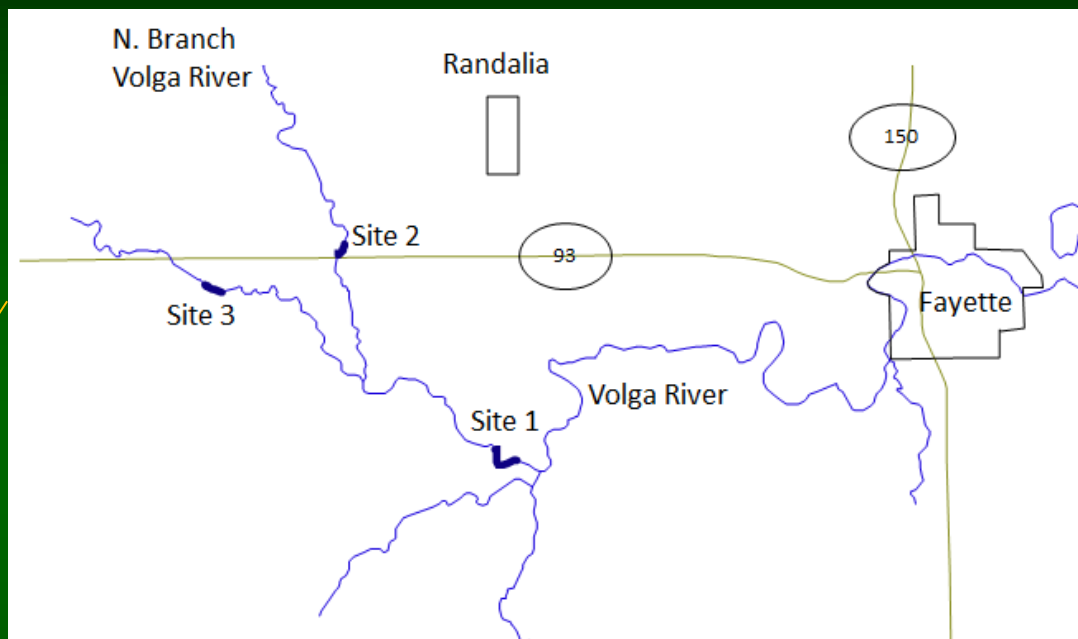 N. Branch
Volga River
Randalia
150
Site 2
93
Site 3
Fayette
Volga River
Site 1